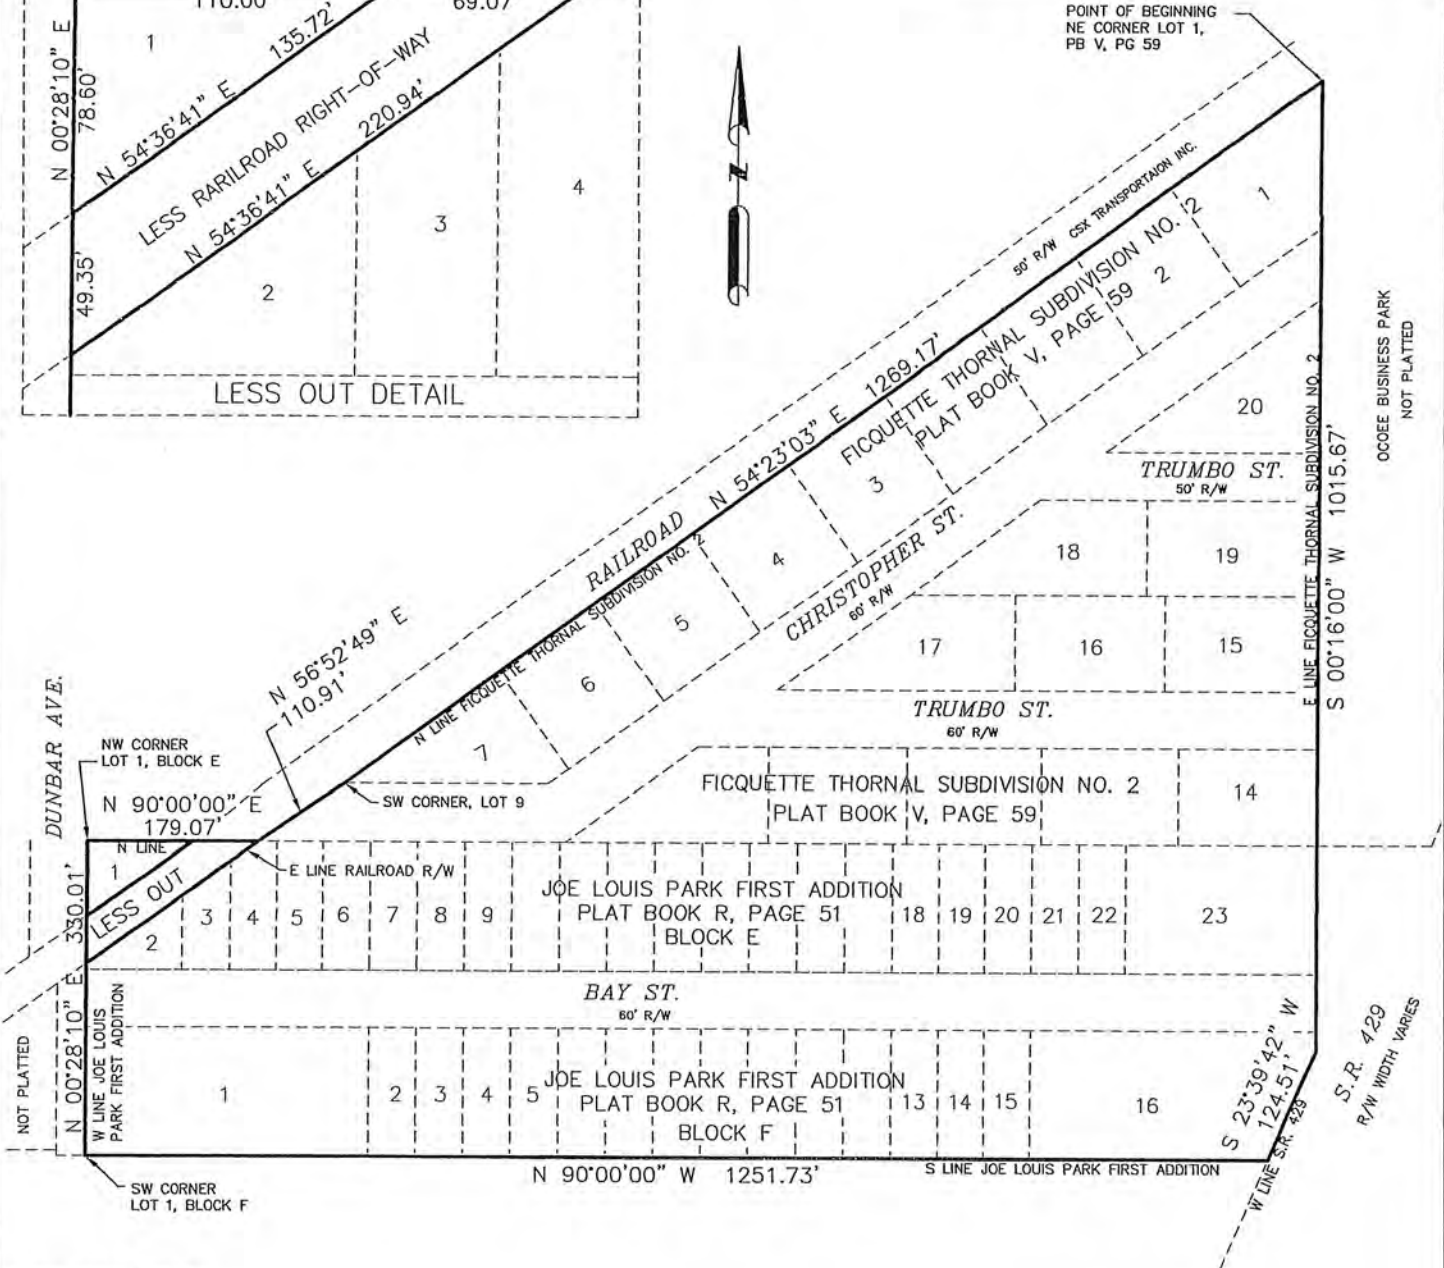 110.00
69.07
1
135.72'
N 00°28'10" E
78.60'
N 54°36'41" E
LESS RARILROAD RIGHT-OF-WAY
220.94'
N 54°36'41" E
49.35'
2
3
4
LESS OUT DETAIL
N
POINT OF BEGINNING
NE CORNER LOT 1,
PB V, PG 59
50' R/W CSX TRANSPORTAION INC.
1
2
FICQUETTE THORNAL SUBDIVISION NO. 2
PLAT BOOK V, PAGE 59
RAILROAD
N 54°23'03" E 1269.17'
N LINE FICQUETTE THORNAL SUBDIVISION NO. 2
3
4
5
6
7
CHRISTOPHER ST.
60' R/W
20
TRUMBO ST.
50' R/W
18
19
17
16
15
TRUMBO ST.
60' R/W
E LINE FICQUETTE THORNAL SUBDIVISION NO. 2
S 00°16'00" W 1015.67'
OCOEE BUSINESS PARK
NOT PLATTED
N 56°52'49" E
110.91'
DUNBAR AVE.
NW CORNER
LOT 1, BLOCK E
N 90°00'00" E
179.07'
N LINE
SW CORNER, LOT 9
FICQUETTE THORNAL SUBDIVISION NO. 2
PLAT BOOK V, PAGE 59
14
E LINE RAILROAD R/W
1
LESS OUT
2
3
4
5
6
7
8
9
JOE LOUIS PARK FIRST ADDITION
PLAT BOOK R, PAGE 51
BLOCK E
18
19
20
21
22
23
N 00°28'10" E 330.01'
W LINE JOE LOUIS
PARK FIRST ADDITION
NOT PLATTED
BAY ST.
60' R/W
1
2
3
4
5
JOE LOUIS PARK FIRST ADDITION
PLAT BOOK R, PAGE 51
BLOCK F
13
14
15
16
S 23°39'42" W
124.51'
W LINE S.R. 429
S.R. 429
R/W WIDTH VARIES
N 90°00'00" W 1251.73'
S LINE JOE LOUIS PARK FIRST ADDITION
SW CORNER
LOT 1, BLOCK F